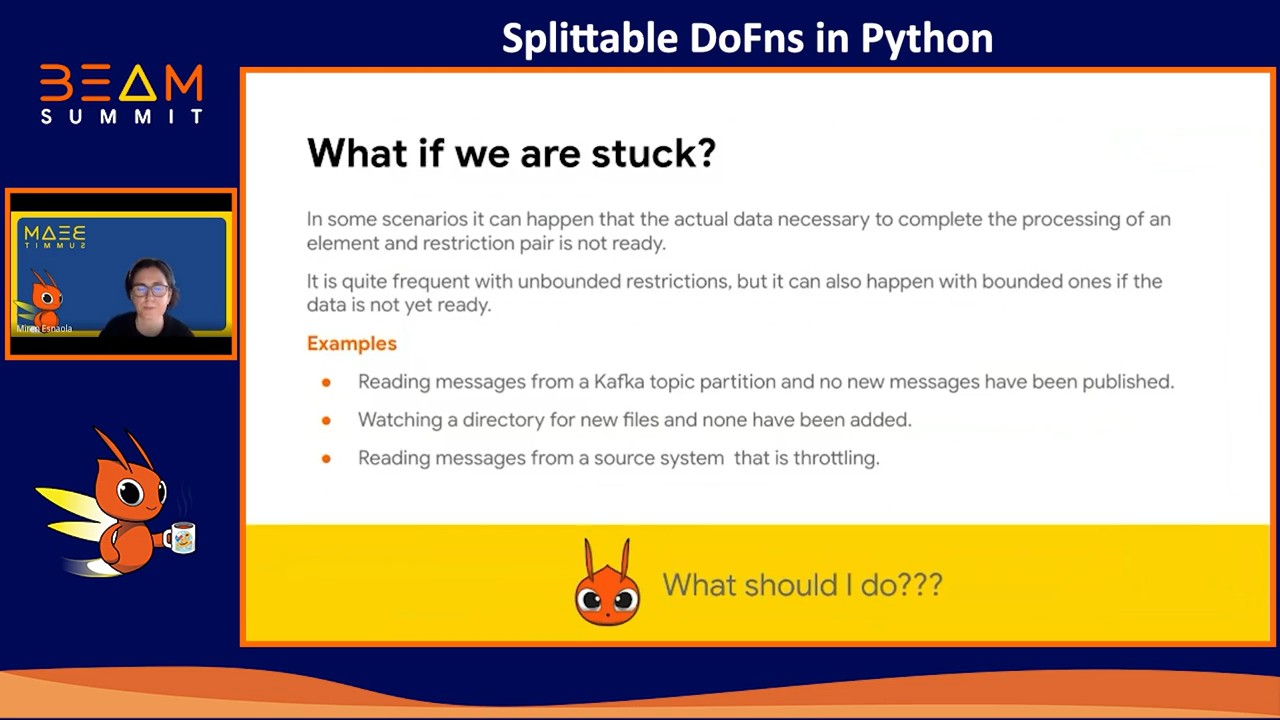 Splittable DoFns in Python
BEAM
SUMMIT
What if we are stuck?
In some scenarios it can happen that the actual data necessary to complete the processing of an
element and restriction pair is not ready.
It is quite frequent with unbounded restrictions, but it can also happen with bounded ones if the
data is not yet ready.
Examples
Reading messages from a Kafka topic partition and no new messages have been published.
Watching a directory for new files and none have been added.
Reading messages from a source system that is throttling.
What should I do???
BEAM
SUMMIT
Miren Esnaola